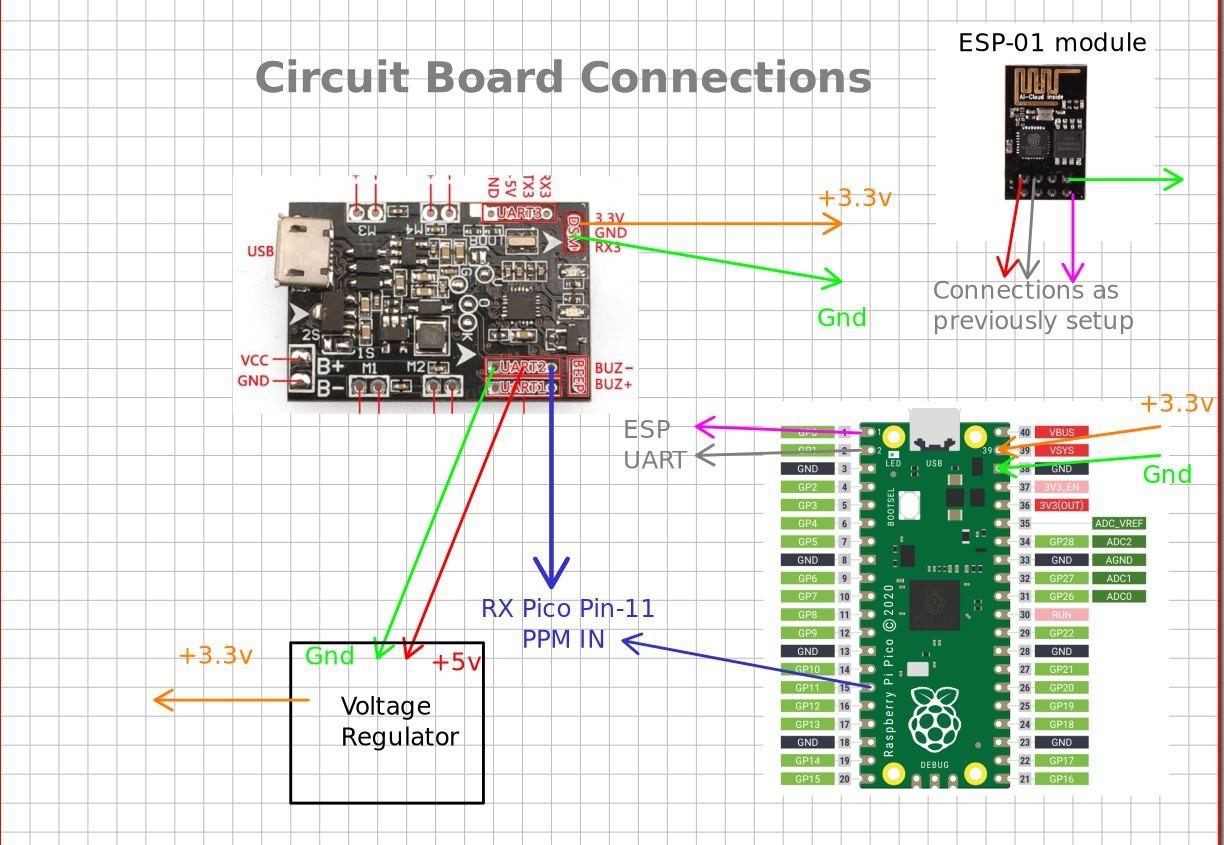 ESP-01 module
Circuit Board Connections
AI-Cloud inside
ND
5V
TX3
RX3
M3
M4
UART3
BOOT
DSM
3.3V
GND
RX3
USB
+3.3v
Gnd
Connections as
previously setup
2S
1S
VCC
GND
B+
B-
M1
M2
UART2
UART1
BEEP
BUZ-
BUZ+
K
ESP
UART
+3.3v
Gnd
GP0 1
GP1 2
GND 3
GP2 4
GP3 5
GP4 6
GP5 7
GND 8
GP6 9
GP7 10
GP8 11
GP9 12
GND 13
GP10 14
GP11 15
GP12 16
GP13 17
GND 18
GP14 19
GP15 20
1
2
39
LED
USB
BOOTSEL
Raspberry Pi Pico ©2020
DEBUG
40 VBUS
39 VSYS
38 GND
37 3V3_EN
36 3V3(OUT)
35 ADC_VREF
34 GP28 ADC2
33 GND AGND
32 GP27 ADC1
31 GP26 ADC0
30 RUN
29 GP22
28 GND
27 GP21
26 GP20
25 GP19
24 GP18
23 GND
22 GP17
21 GP16
RX Pico Pin-11
PPM IN
+3.3v
Gnd
+5v
Voltage
Regulator